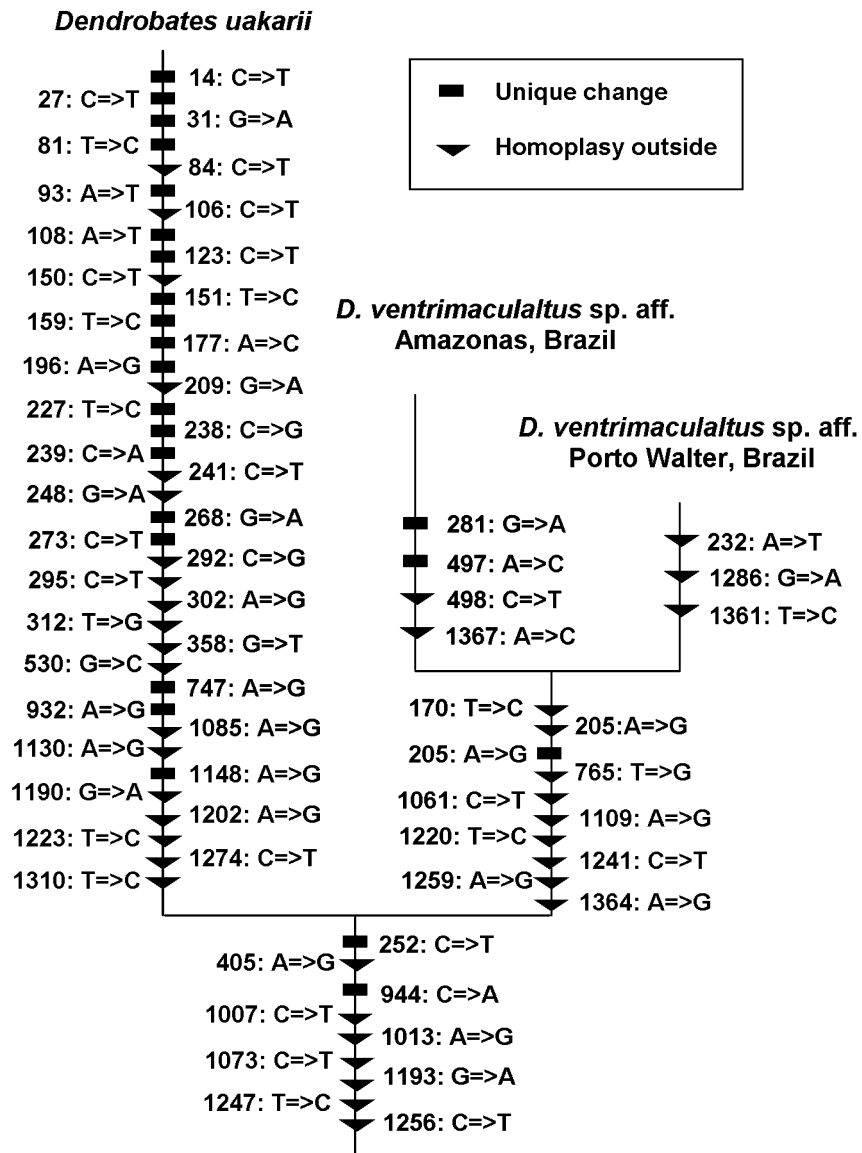 Dendrobates uakarii
14: C=>T
27: C=>T
31: G=>A
81: T=>C
84: C=>T
93: A=>T
106: C=>T
108: A=>T
123: C=>T
150: C=>T
151: T=>C
159: T=>C
177: A=>C
196: A=>G
209: G=>A
227: T=>C
238: C=>G
239: C=>A
241: C=>T
248: G=>A
268: G=>A
273: C=>T
292: C=>G
295: C=>T
302: A=>G
312: T=>G
358: G=>T
530: G=>C
747: A=>G
932: A=>G
1085: A=>G
1130: A=>G
1148: A=>G
1190: G=>A
1202: A=>G
1223: T=>C
1274: C=>T
1310: T=>C
Unique change
Homoplasy outside
D. ventrimaculaltus sp. aff.
Amazonas, Brazil
281: G=>A
497: A=>C
498: C=>T
1367: A=>C
D. ventrimaculaltus sp. aff.
Porto Walter, Brazil
232: A=>T
1286: G=>A
1361: T=>C
170: T=>C
205:A=>G
205: A=>G
765: T=>G
1061: C=>T
1109: A=>G
1220: T=>C
1241: C=>T
1259: A=>G
1364: A=>G
252: C=>T
405: A=>G
944: C=>A
1007: C=>T
1013: A=>G
1073: C=>T
1193: G=>A
1247: T=>C
1256: C=>T